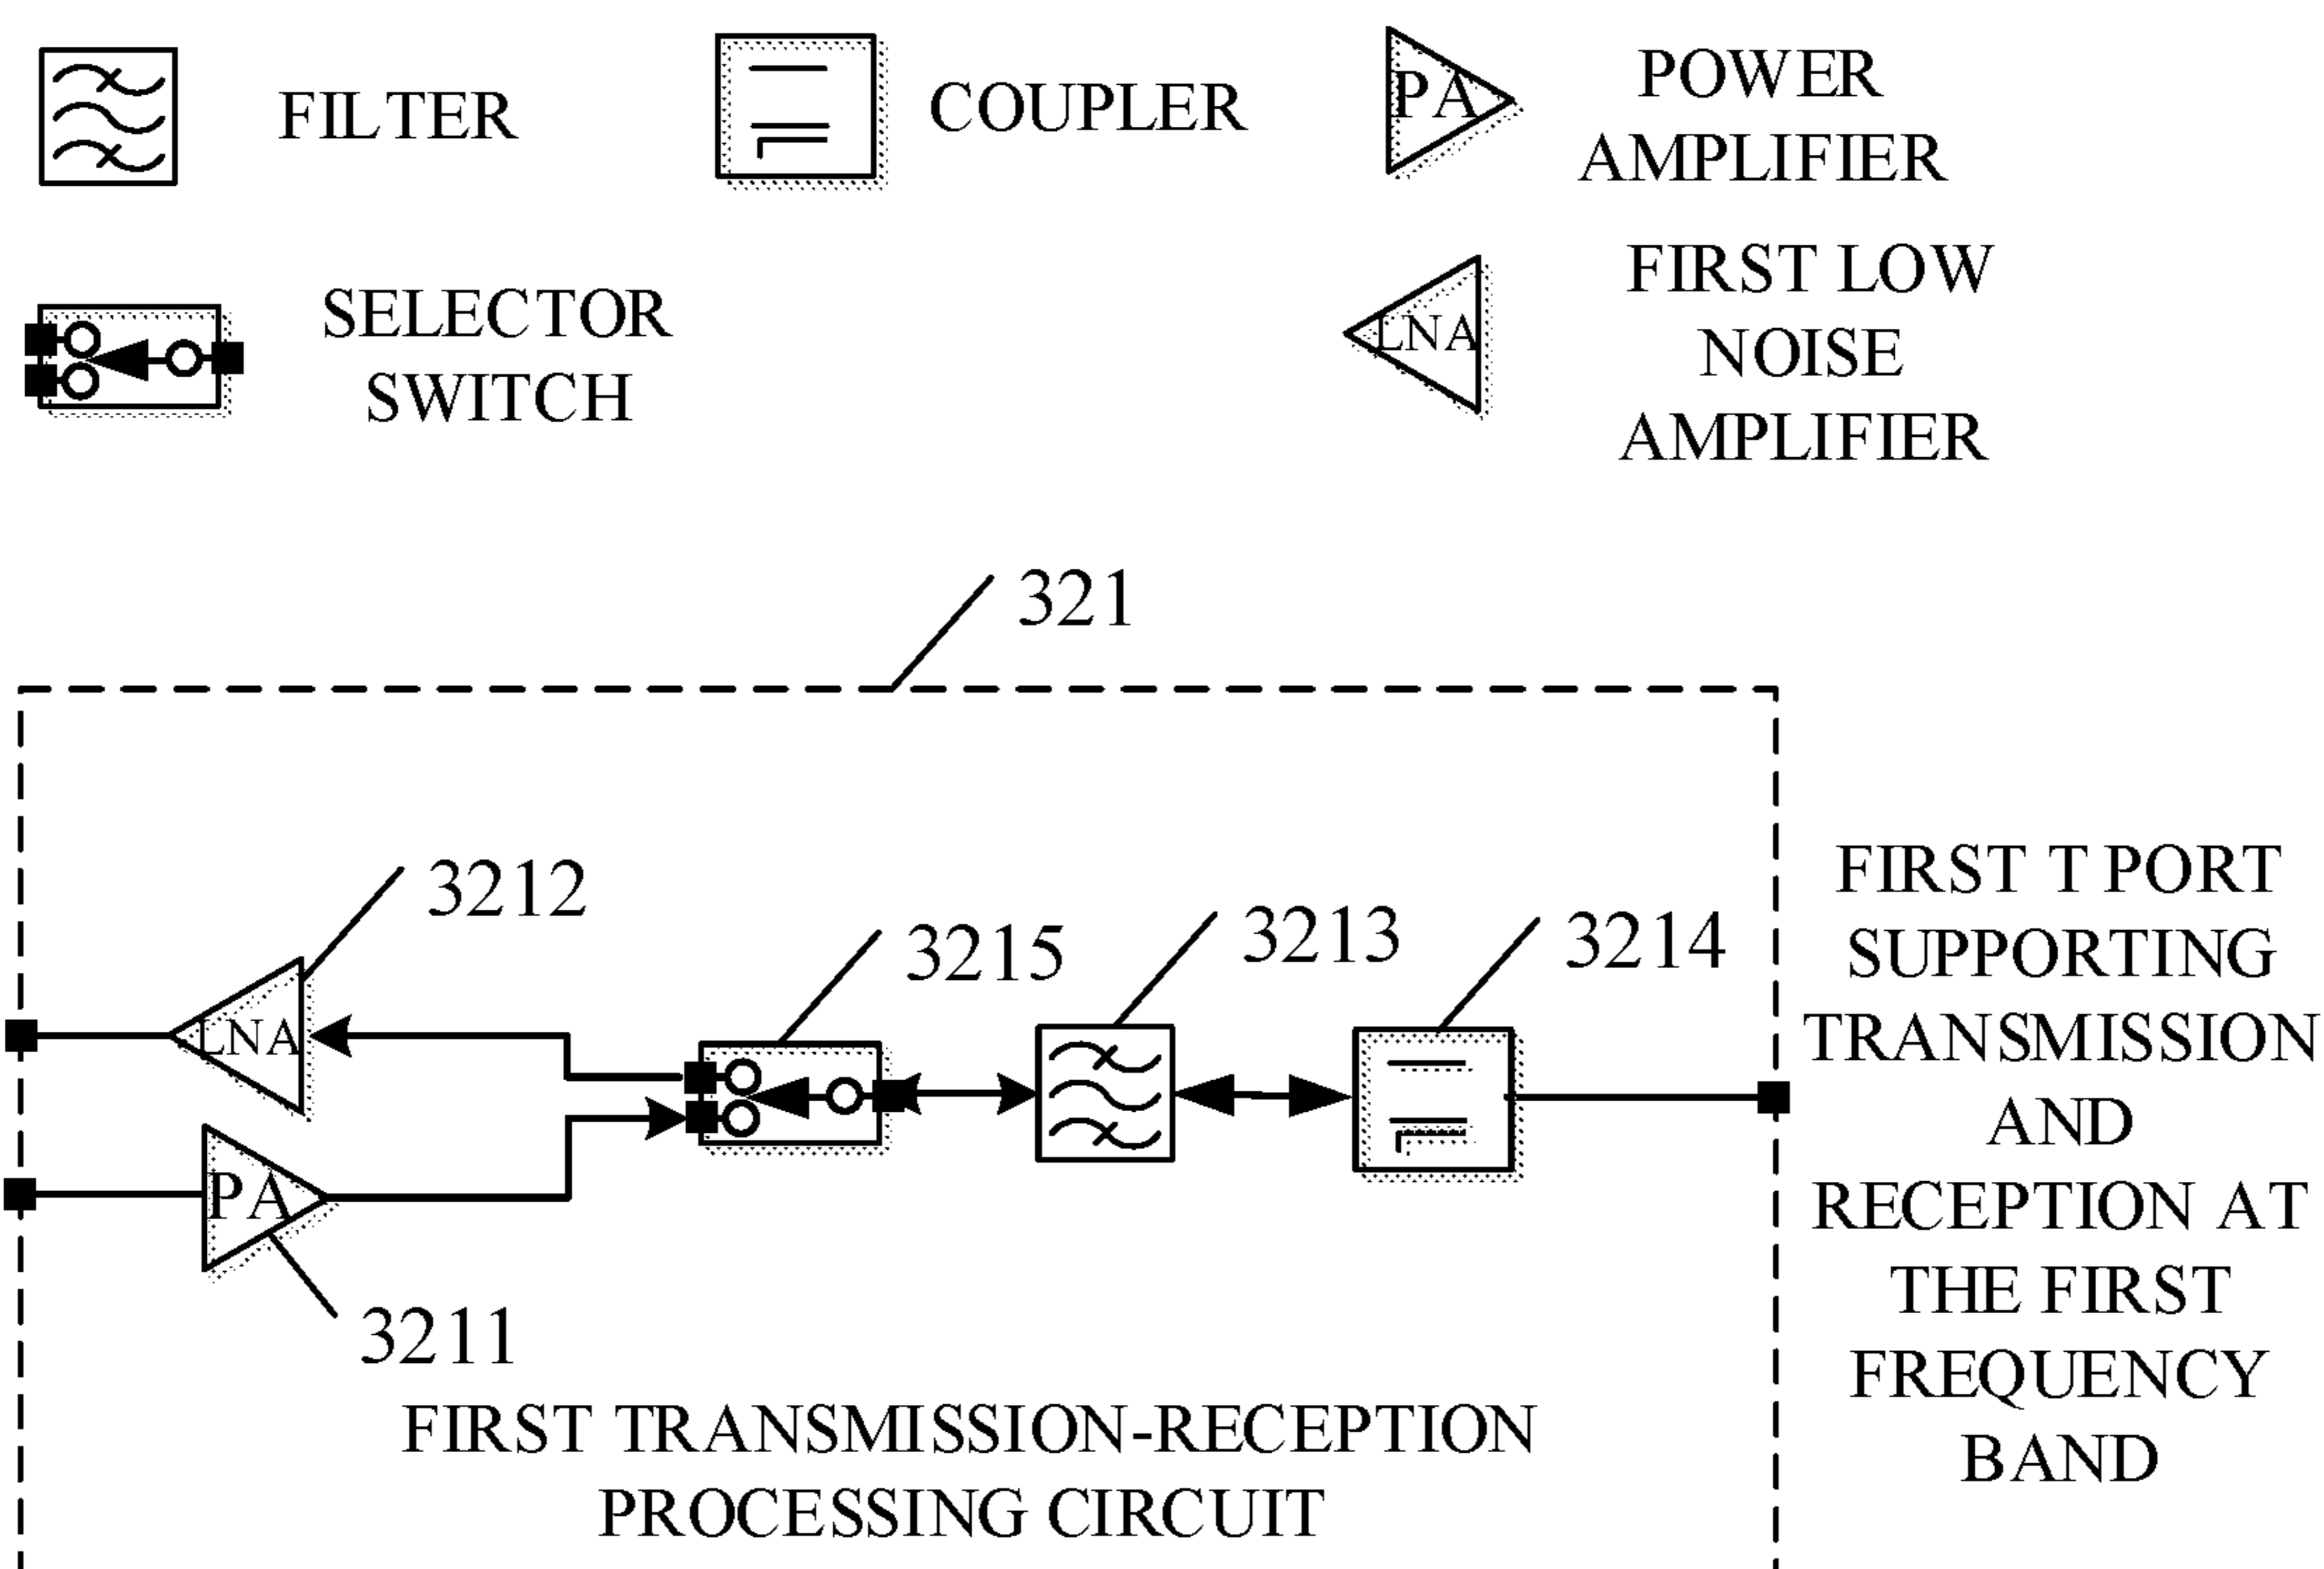 FILTER
COUPLER
PA
POWER
AMPLIFIER
SELECTOR
SWITCH
LNA
FIRST LOW
NOISE
AMPLIFIER
321
3212
3215
3213
3214
LNA
PA
3211
FIRST TRANSMISSION-RECEPTION
PROCESSING CIRCUIT
FIRST T PORT
SUPPORTING
TRANSMISSION
AND
RECEPTION AT
THE FIRST
FREQUENCY
BAND